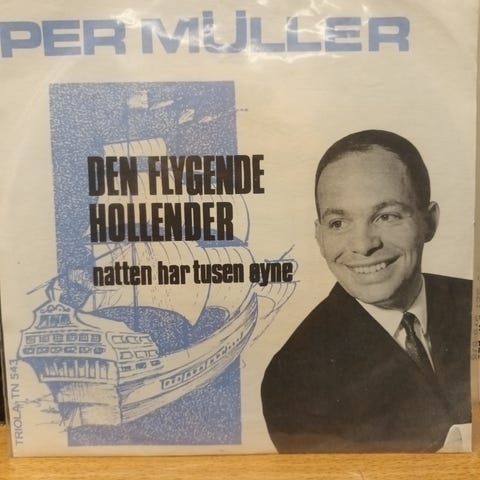 PER MÜLLER
DEN FLYGENDE
HOLLENDER
natten har tusen øyne
TRIOLA TN 543